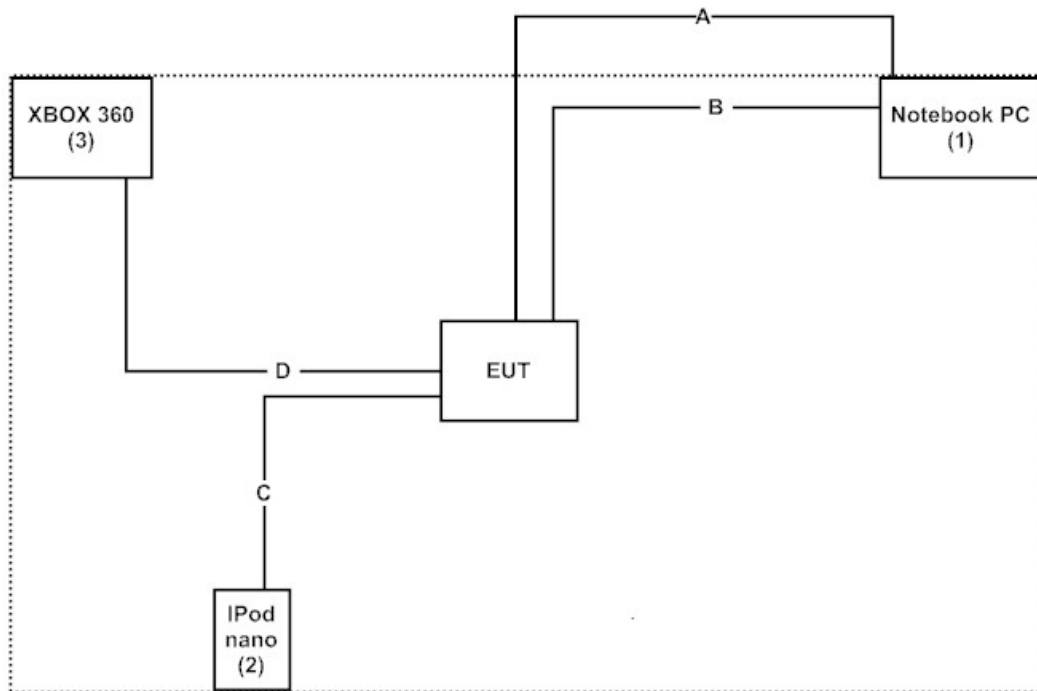 A
XBOX 360
(3)
B
Notebook PC
(1)
D
EUT
C
IPod
nano
(2)